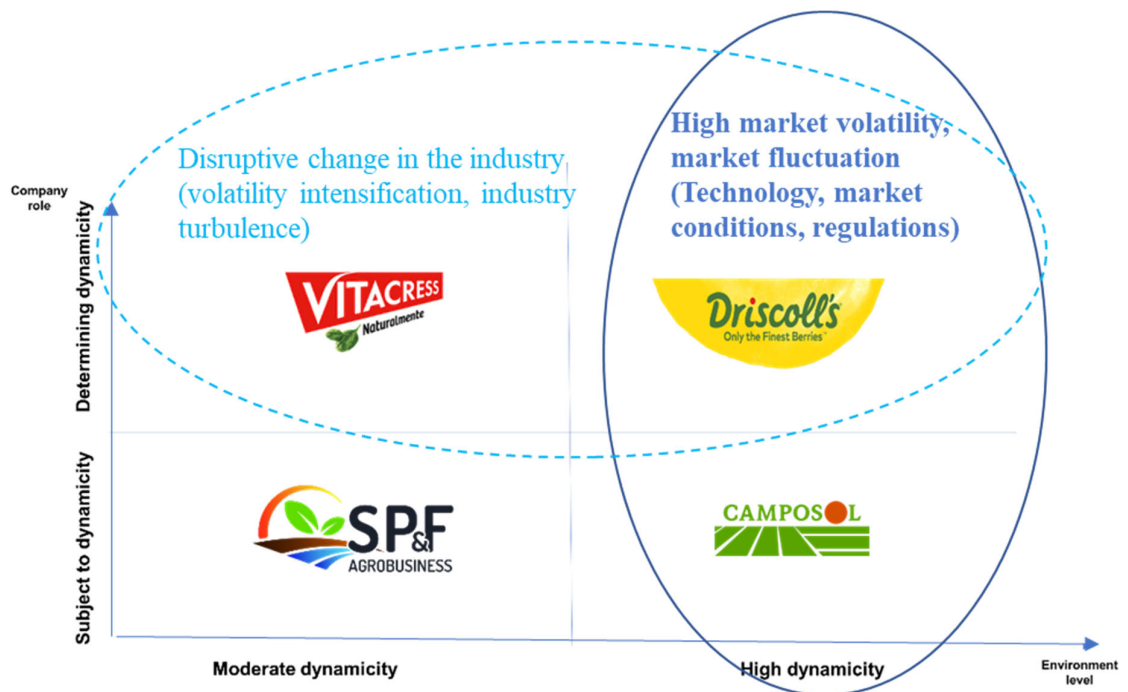 High market volatility,
market fluctuation
(Technology, market
conditions, regulations)
Disruptive change in the industry
(volatility intensification, industry
turbulence)
Company
role
Determining dynamicity
VITACRESS
Naturalmente
Driscoll's
Only the Finest Berries™
Subject to dynamicity
SP&F
AGROBUSINESS
CAMPOSOL
Moderate dynamicity
High dynamicity
Environment
level